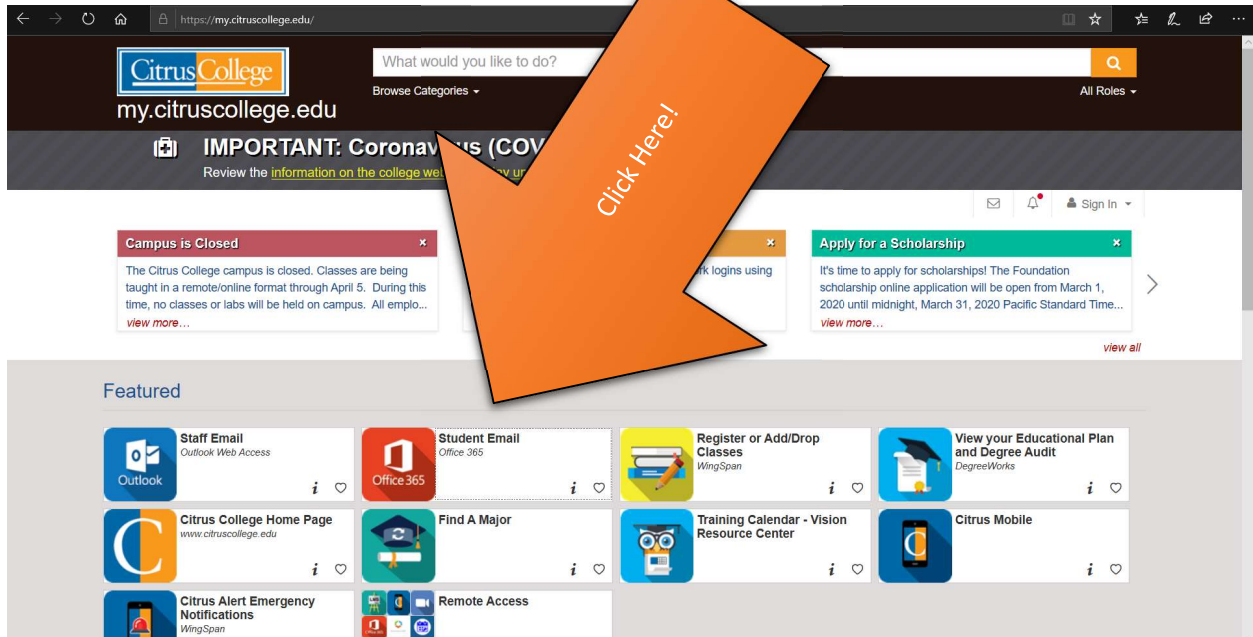 https://my.citruscollege.edu/
Citrus College
What would you like to do?
my.citruscollege.edu
Browse Categories
All Roles
IMPORTANT: Coronav us (COV
Review the information on the college we
Click Here!
Sign In
Campus is Closed
The Citrus College campus is closed. Classes are being
taught in a remote/online format through April 5. During this
time, no classes or labs will be held on campus. All emplo...
view more...
rk logins using
Apply for a Scholarship
It's time to apply for scholarships! The Foundation
scholarship online application will be open from March 1,
2020 until midnight, March 31, 2020 Pacific Standard Time...
view more...
view all
Featured
Outlook
Staff Email
Outlook Web Access
Office 365
Student Email
Office 365
Register or Add/Drop
Classes
WingSpan
View your Educational Plan
and Degree Audit
DegreeWorks
Citrus College Home Page
www.citruscollege.edu
Find A Major
Training Calendar - Vision
Resource Center
Citrus Mobile
Citrus Alert Emergency
Notifications
WingSpan
Remote Access